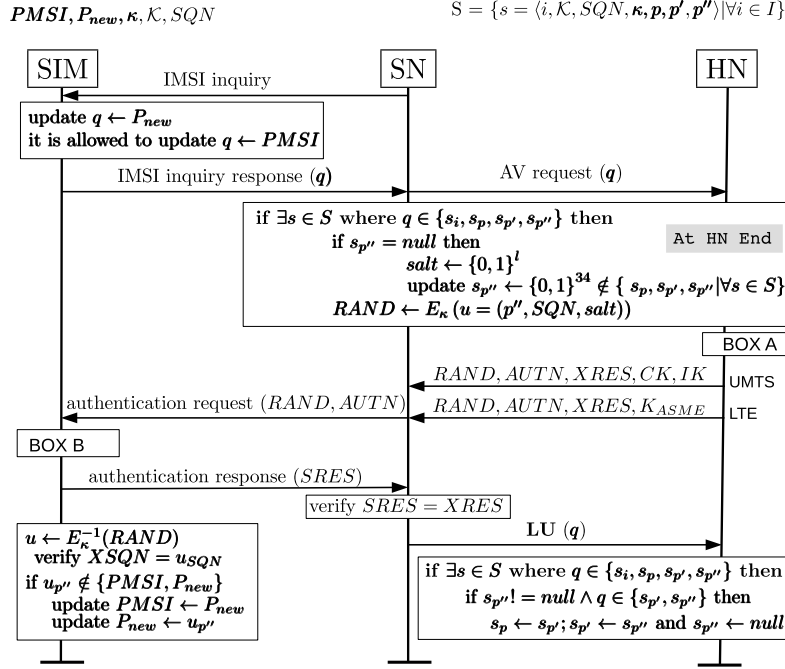 PMSI, P_new, κ, 𝒦, SQN
S = {s = ⟨i, 𝒦, SQN, κ, p, p′, p″⟩|∀i ∈ I}
SIM
SN
HN
IMSI inquiry
update q ← P_new
it is allowed to update q ← PMSI
IMSI inquiry response (q)
AV request (q)
if ∃s ∈ S where q ∈ {s_i, s_p, s_p′, s_p″} then
if s_p″ = null then
At HN End
salt ← {0, 1}^l
update s_p″ ← {0, 1}^34 ∉ { s_p, s_p′, s_p″|∀s ∈ S}
RAND ← E_κ (u = (p″, SQN, salt))
BOX A
RAND, AUTN, XRES, CK, IK
UMTS
authentication request (RAND, AUTN)
RAND, AUTN, XRES, K_ASME
LTE
BOX B
authentication response (SRES)
verify SRES = XRES
u ← E_κ^−1(RAND)
verify XSQN = u_SQN
if u_p″ ∉ {PMSI, P_new}
update PMSI ← P_new
update P_new ← u_p″
LU (q)
if ∃s ∈ S where q ∈ {s_i, s_p, s_p′, s_p″} then
if s_p″! = null ∧ q ∈ {s_p′, s_p″} then
s_p ← s_p′; s_p′ ← s_p″ and s_p″ ← null